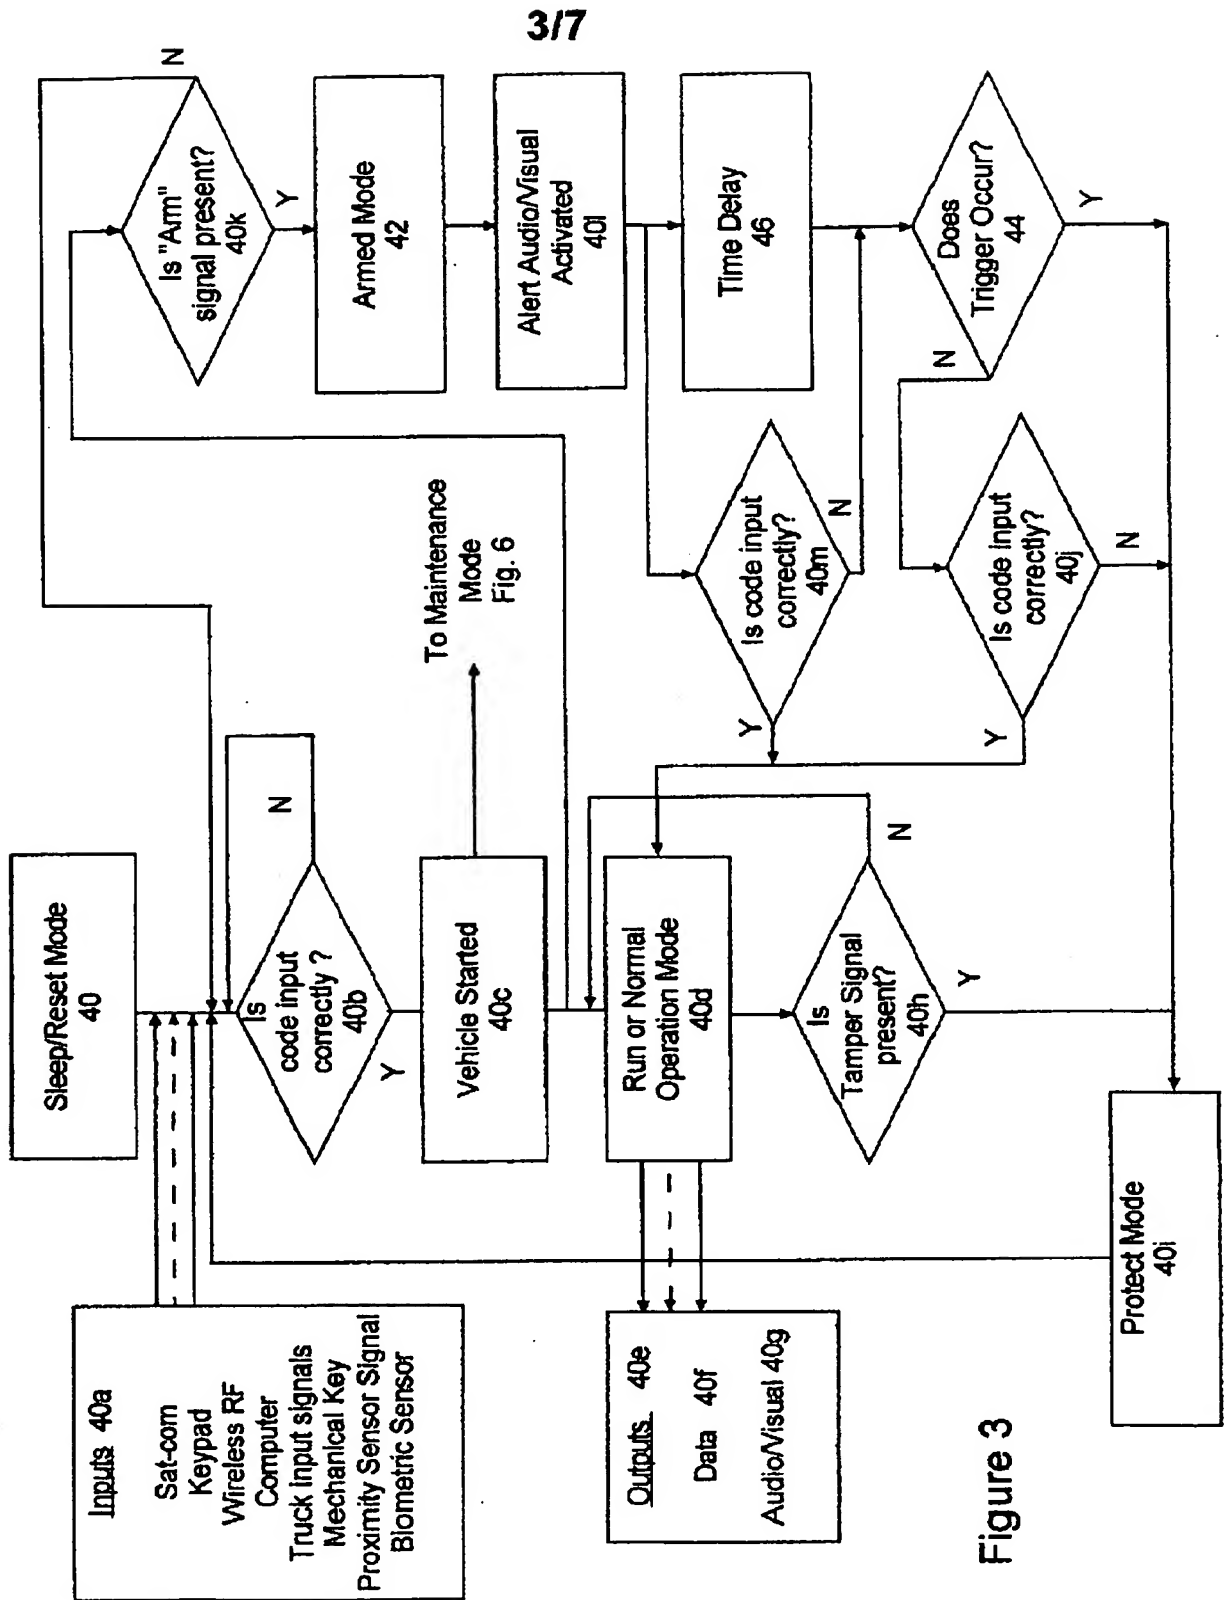 3/7
Sleep/Reset Mode
40
Inputs 40a
Sat-com
Keypad
Wireless RF
Computer
Truck input signals
Mechanical Key
Proximity Sensor Signal
Biometric Sensor
Is
code input
correctly ?
40b
N
Y
Vehicle Started
40c
To Maintenance
Mode
Fig. 6
Run or Normal
Operation Mode
40d
Outputs 40e
Data 40f
Audio/Visual 40g
Is
Tamper Signal
present?
40h
N
Y
Protect Mode
40i
Is "Arm"
signal present?
40k
N
Y
Armed Mode
42
Alert Audio/Visual
Activated
40l
Time Delay
46
Is code input
correctly?
40m
Y
N
Does
Trigger Occur?
44
N
Y
Is code input
correctly?
40j
Y
N
Figure 3